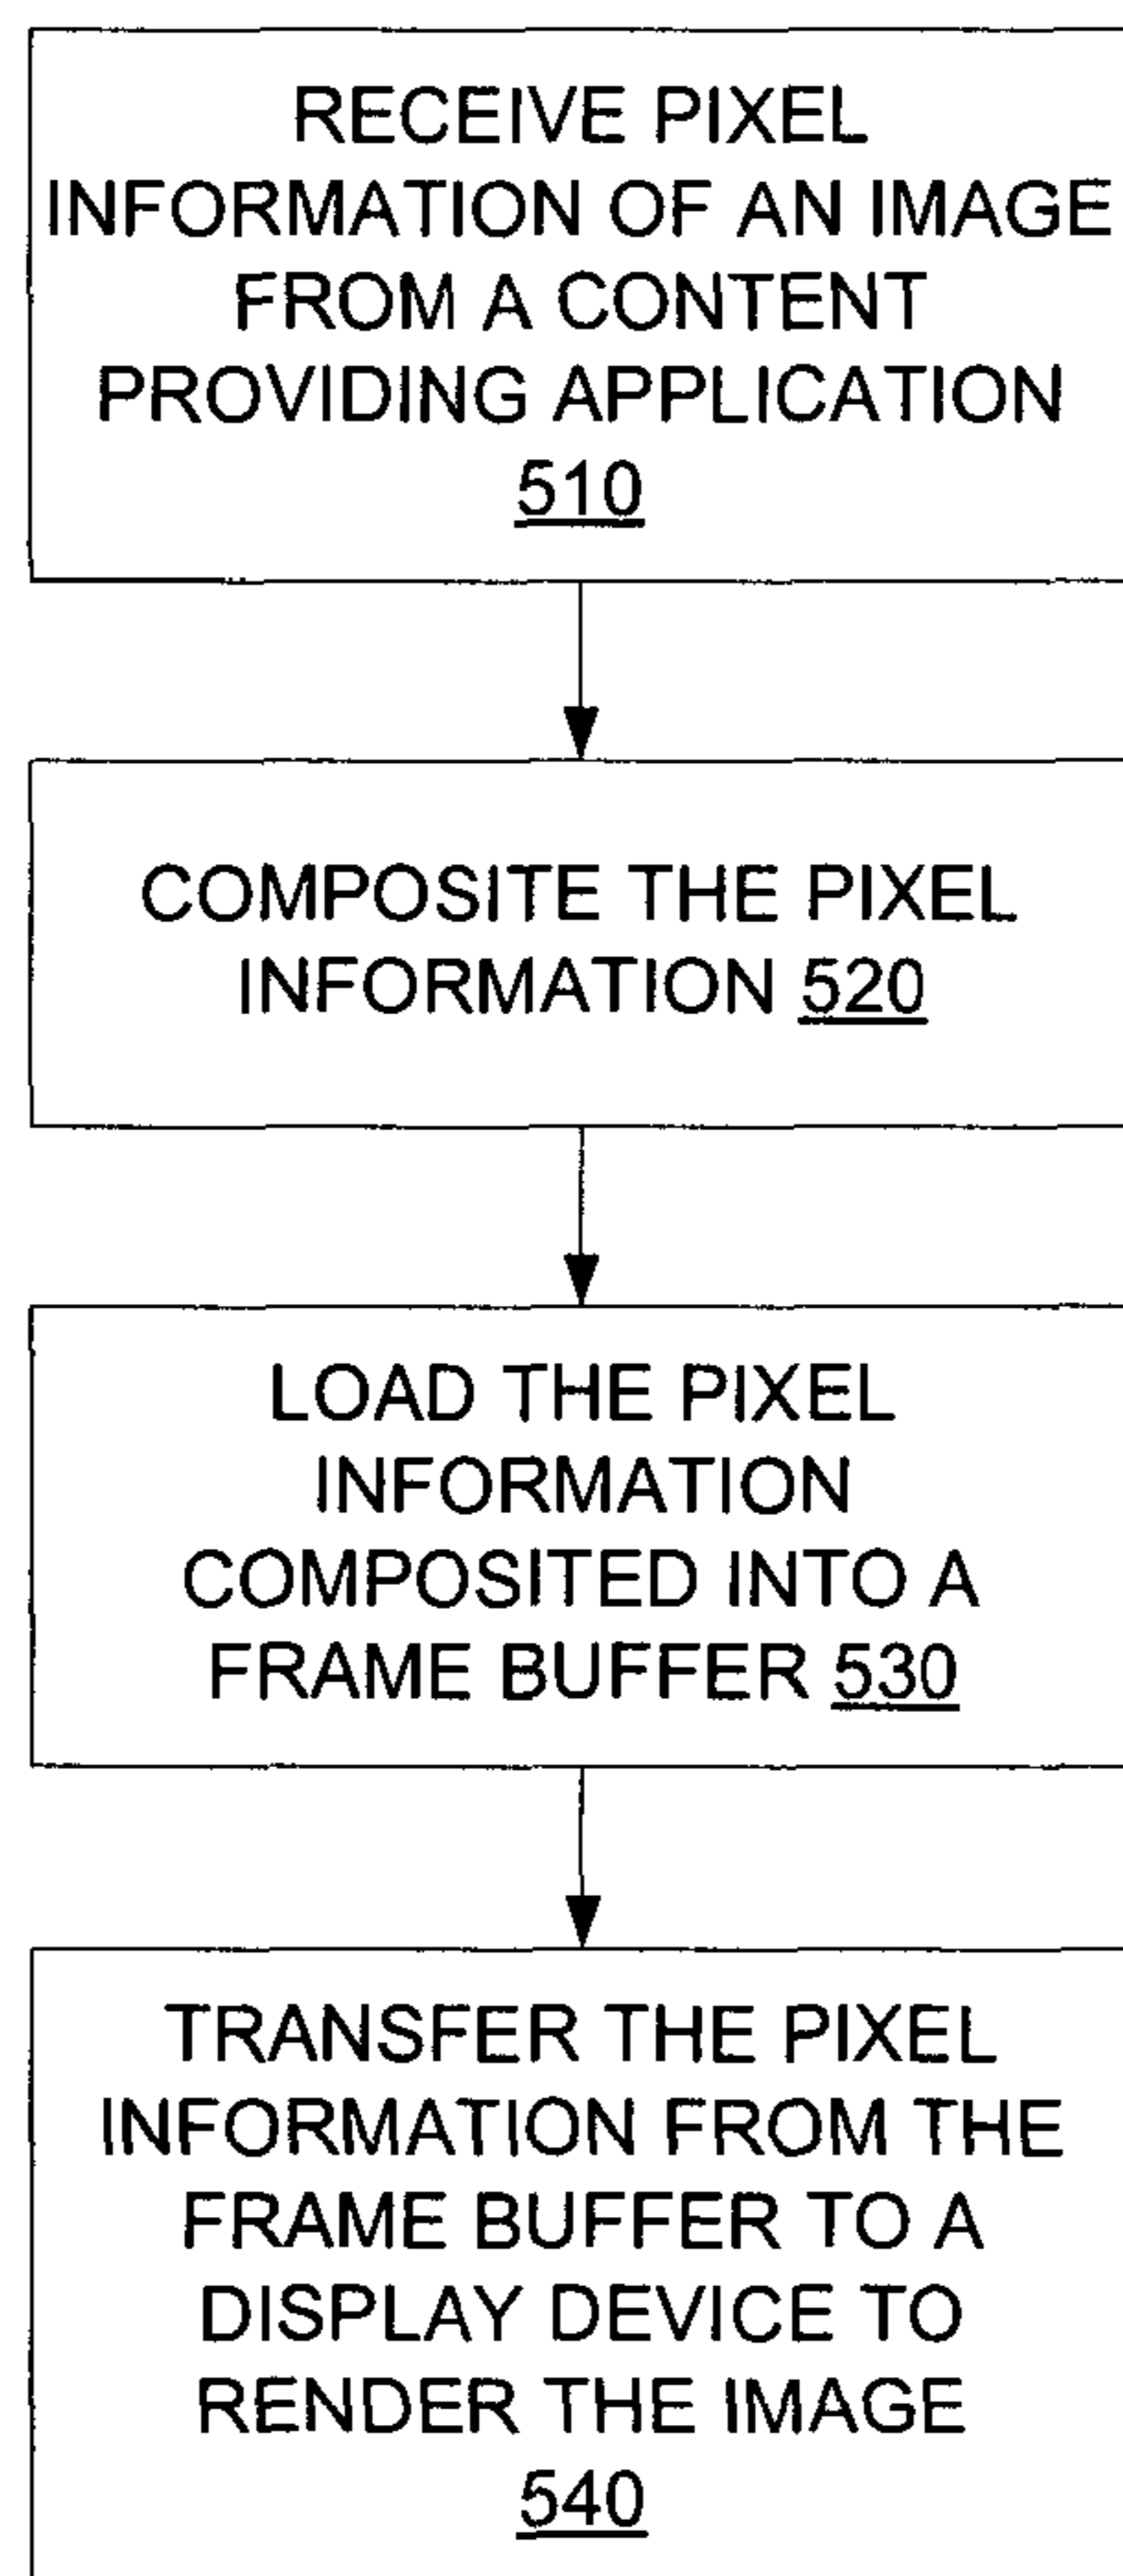 RECEIVE PIXEL
INFORMATION OF AN IMAGE
FROM A CONTENT
PROVIDING APPLICATION
510
COMPOSITE THE PIXEL
INFORMATION 520
LOAD THE PIXEL
INFORMATION
COMPOSITED INTO A
FRAME BUFFER 530
TRANSFER THE PIXEL
INFORMATION FROM THE
FRAME BUFFER TO A
DISPLAY DEVICE TO
RENDER THE IMAGE
540